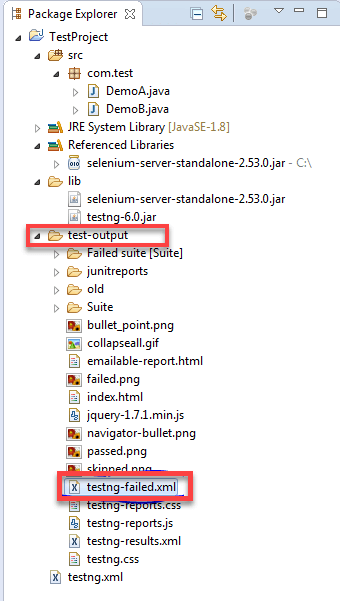 Package Explorer
TestProject
src
com.test
DemoA.java
DemoB.java
JRE System Library [JavaSE-1.8]
Referenced Libraries
selenium-server-standalone-2.53.0.jar - C:\
lib
selenium-server-standalone-2.53.0.jar
testng-6.0.jar
test-output
Failed suite [Suite]
junitreports
old
Suite
bullet_point.png
collapseall.gif
emailable-report.html
failed.png
index.html
jquery-1.7.1.min.js
navigator-bullet.png
passed.png
skipped.png
testng-failed.xml
testng-reports.css
testng-reports.js
testng-results.xml
testng.css
testng.xml